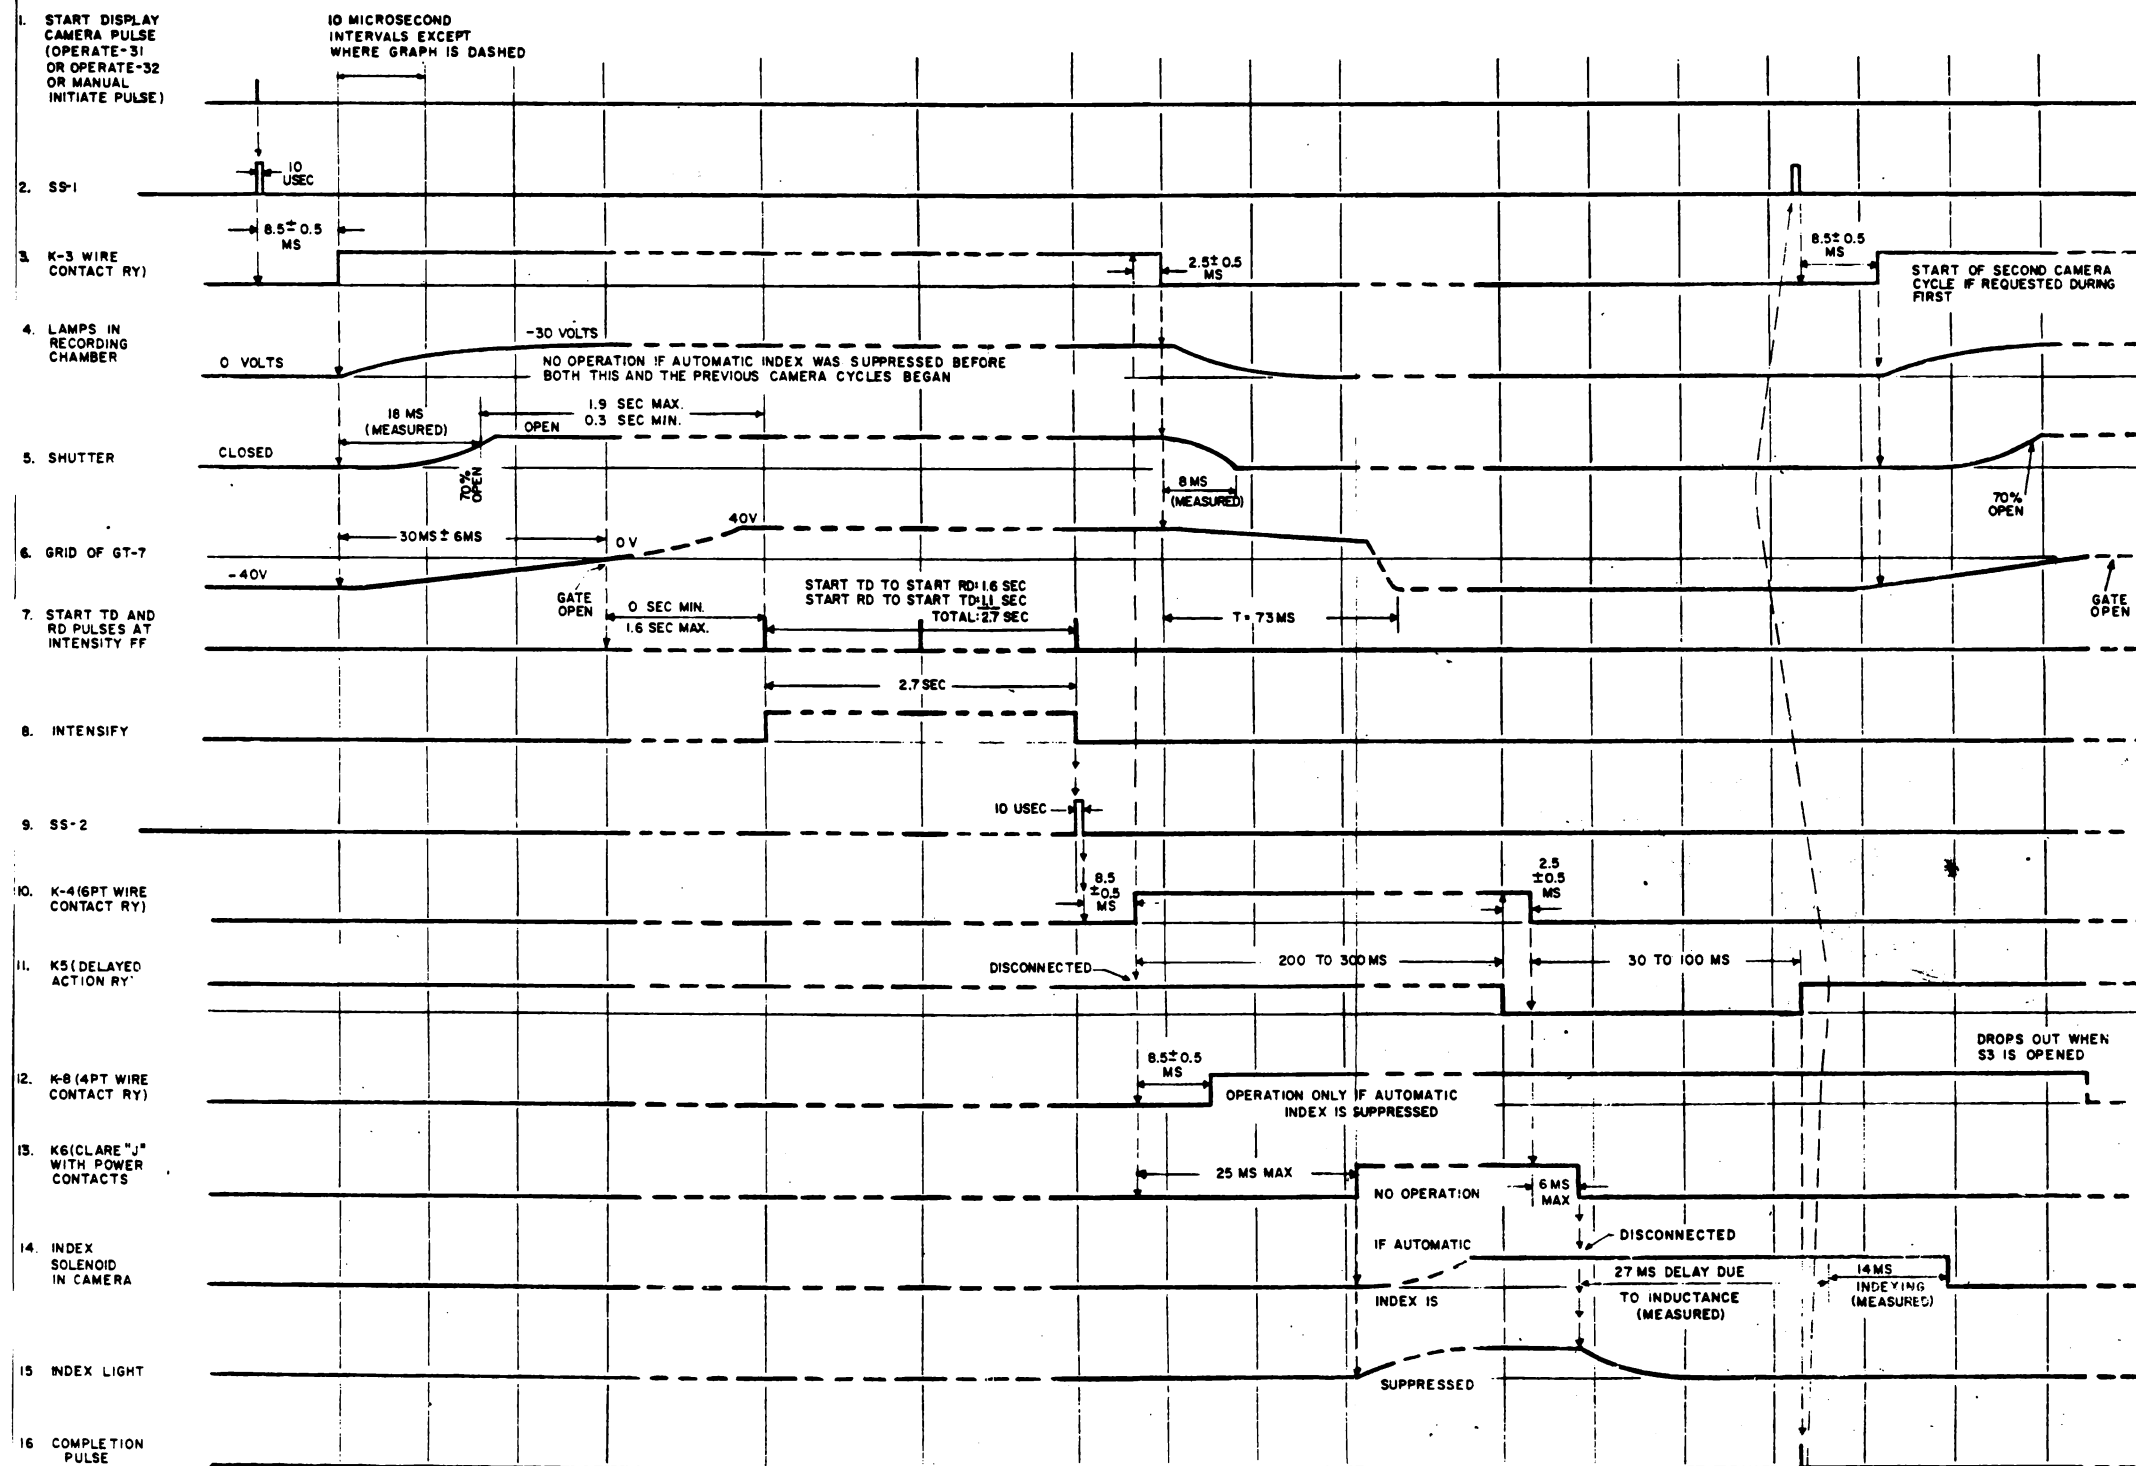 1. START DISPLAY
CAMERA PULSE
(OPERATE-31
OR OPERATE-32
OR MANUAL
INITIATE PULSE)
10 MICROSECOND
INTERVALS EXCEPT
WHERE GRAPH IS DASHED
2. SS-1
10
USEC
3. K-3 WIRE
CONTACT RY)
8.5± 0.5
MS
2.5± 0.5
MS
8.5± 0.5
MS
START OF SECOND CAMERA
CYCLE IF REQUESTED DURING
FIRST
4. LAMPS IN
RECORDING
CHAMBER
0 VOLTS
-30 VOLTS
NO OPERATION IF AUTOMATIC INDEX WAS SUPPRESSED BEFORE
BOTH THIS AND THE PREVIOUS CAMERA CYCLES BEGAN
5. SHUTTER
CLOSED
18 MS
(MEASURED)
70%
OPEN
1.9 SEC MAX.
0.3 SEC MIN.
OPEN
8 MS
(MEASURED)
70%
OPEN
6. GRID OF GT-7
-40V
30MS ± 6MS
0 V
40V
GATE
OPEN
T = 73 MS
GATE
OPEN
7. START TD AND
RD PULSES AT
INTENSITY FF
0 SEC MIN.
1.6 SEC MAX.
START TD TO START RD: 1.6 SEC
START RD TO START TD: 1.1 SEC
TOTAL: 2.7 SEC
8. INTENSIFY
2.7 SEC
9. SS-2
10 USEC
10. K-4 (6PT WIRE
CONTACT RY)
8.5
±0.5
MS
2.5
±0.5
MS
11. K5 (DELAYED
ACTION RY
DISCONNECTED
200 TO 300 MS
30 TO 100 MS
12. K-8 (4PT WIRE
CONTACT RY)
8.5± 0.5
MS
OPERATION ONLY IF AUTOMATIC
INDEX IS SUPPRESSED
DROPS OUT WHEN
S3 IS OPENED
13. K6 (CLARE "J"
WITH POWER
CONTACTS
25 MS MAX
NO OPERATION
6 MS
MAX
14. INDEX
SOLENOID
IN CAMERA
IF AUTOMATIC
INDEX IS
DISCONNECTED
27 MS DELAY DUE
TO INDUCTANCE
(MEASURED)
14 MS
INDEXING
(MEASURED)
15 INDEX LIGHT
SUPPRESSED
16 COMPLETION
PULSE